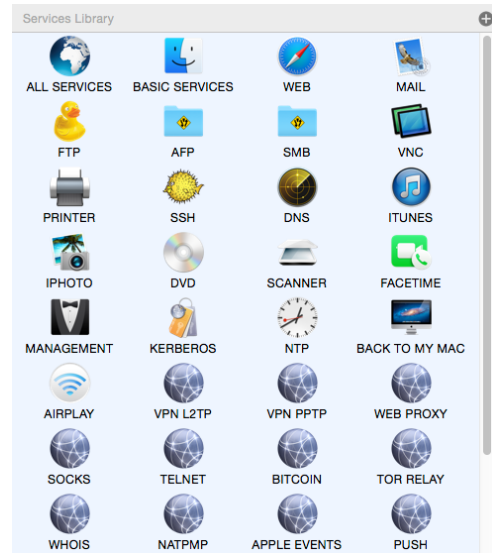 Services Library
ALL SERVICES BASIC SERVICES WEB MAIL
FTP AFP SMB VNC
PRINTER SSH DNS ITUNES
IPHOTO DVD SCANNER FACETIME
MANAGEMENT KERBEROS NTP BACK TO MY MAC
AIRPLAY VPN L2TP VPN PPTP WEB PROXY
SOCKS TELNET BITCOIN TOR RELAY
WHOIS NATPMP APPLE EVENTS PUSH